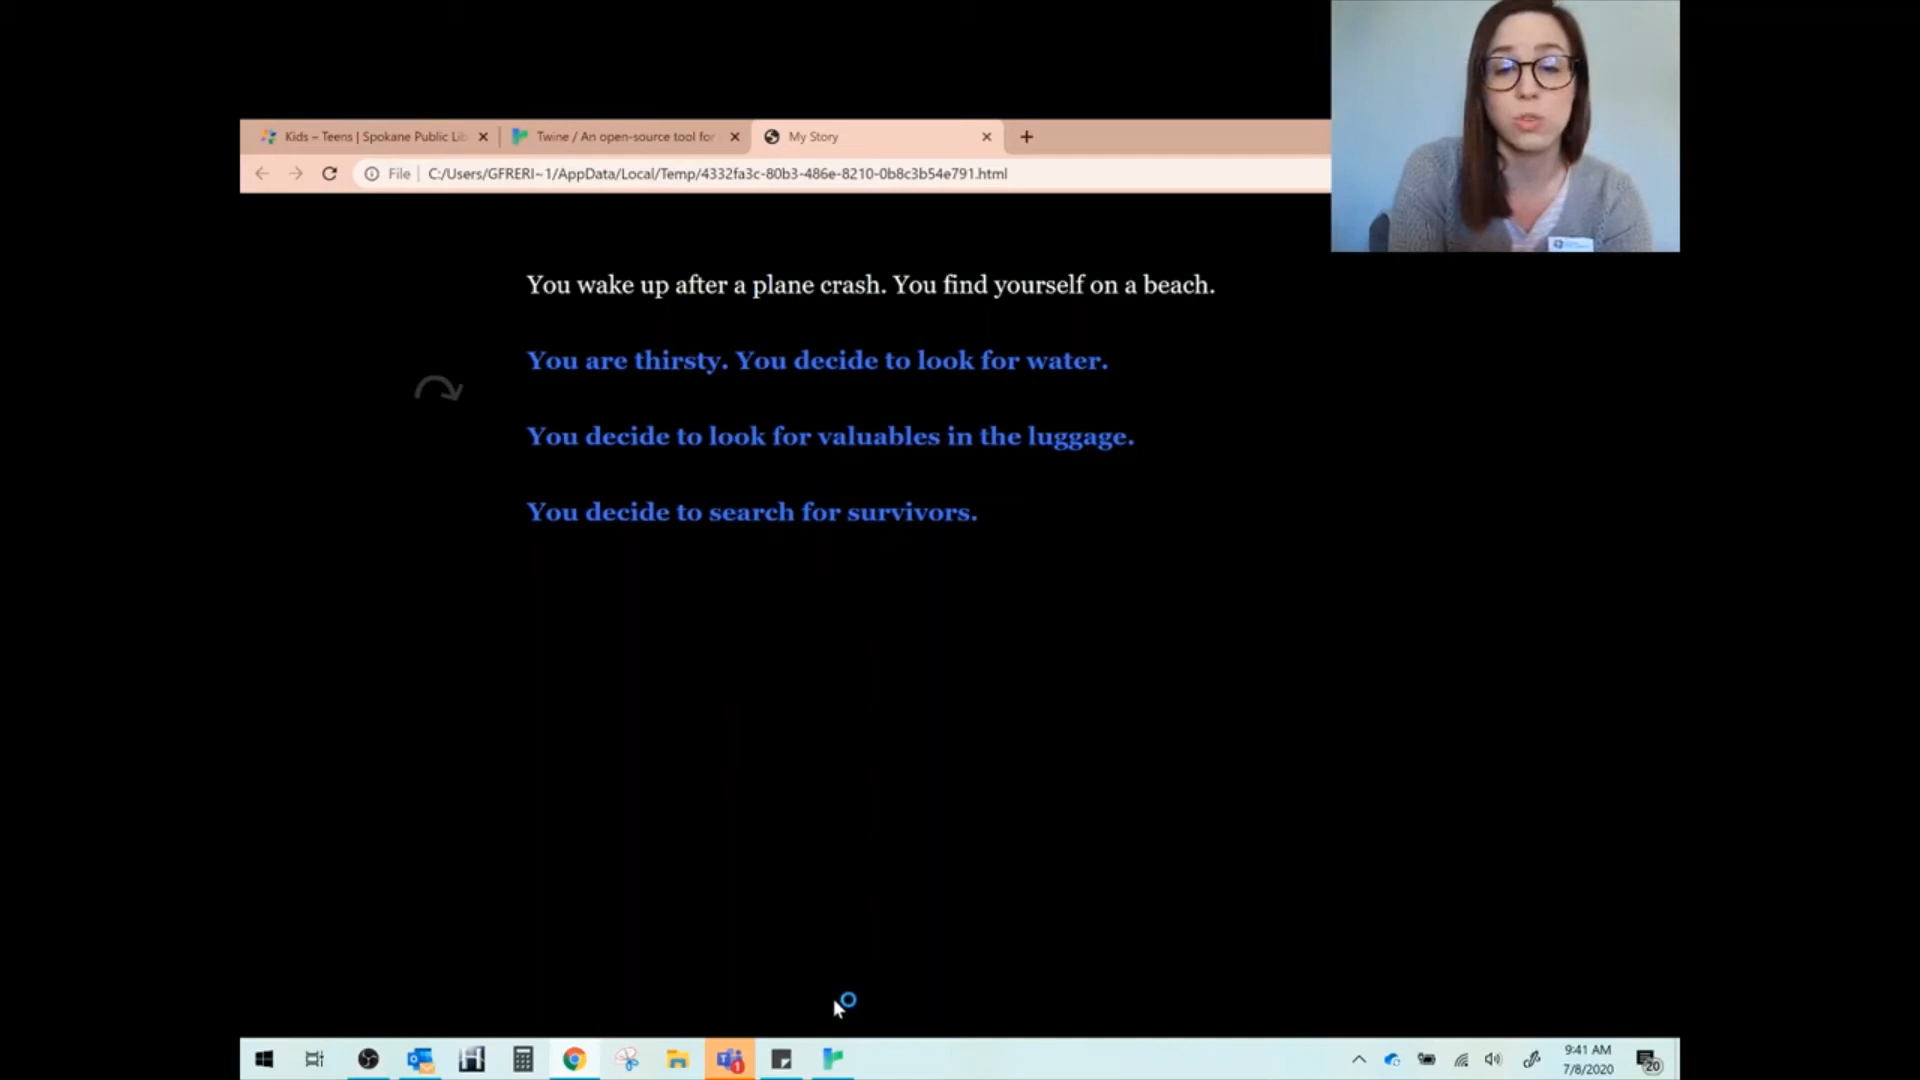 Kids – Teens | Spokane Public Lib
Twine / An open-source tool for
My Story
File
C:/Users/GFRERI~1/AppData/Local/Temp/4332fa3c-80b3-486e-8210-0b8c3b54e791.html
You wake up after a plane crash. You find yourself on a beach.
You are thirsty. You decide to look for water.
You decide to look for valuables in the luggage.
You decide to search for survivors.
1
9:41 AM
7/8/2020
20